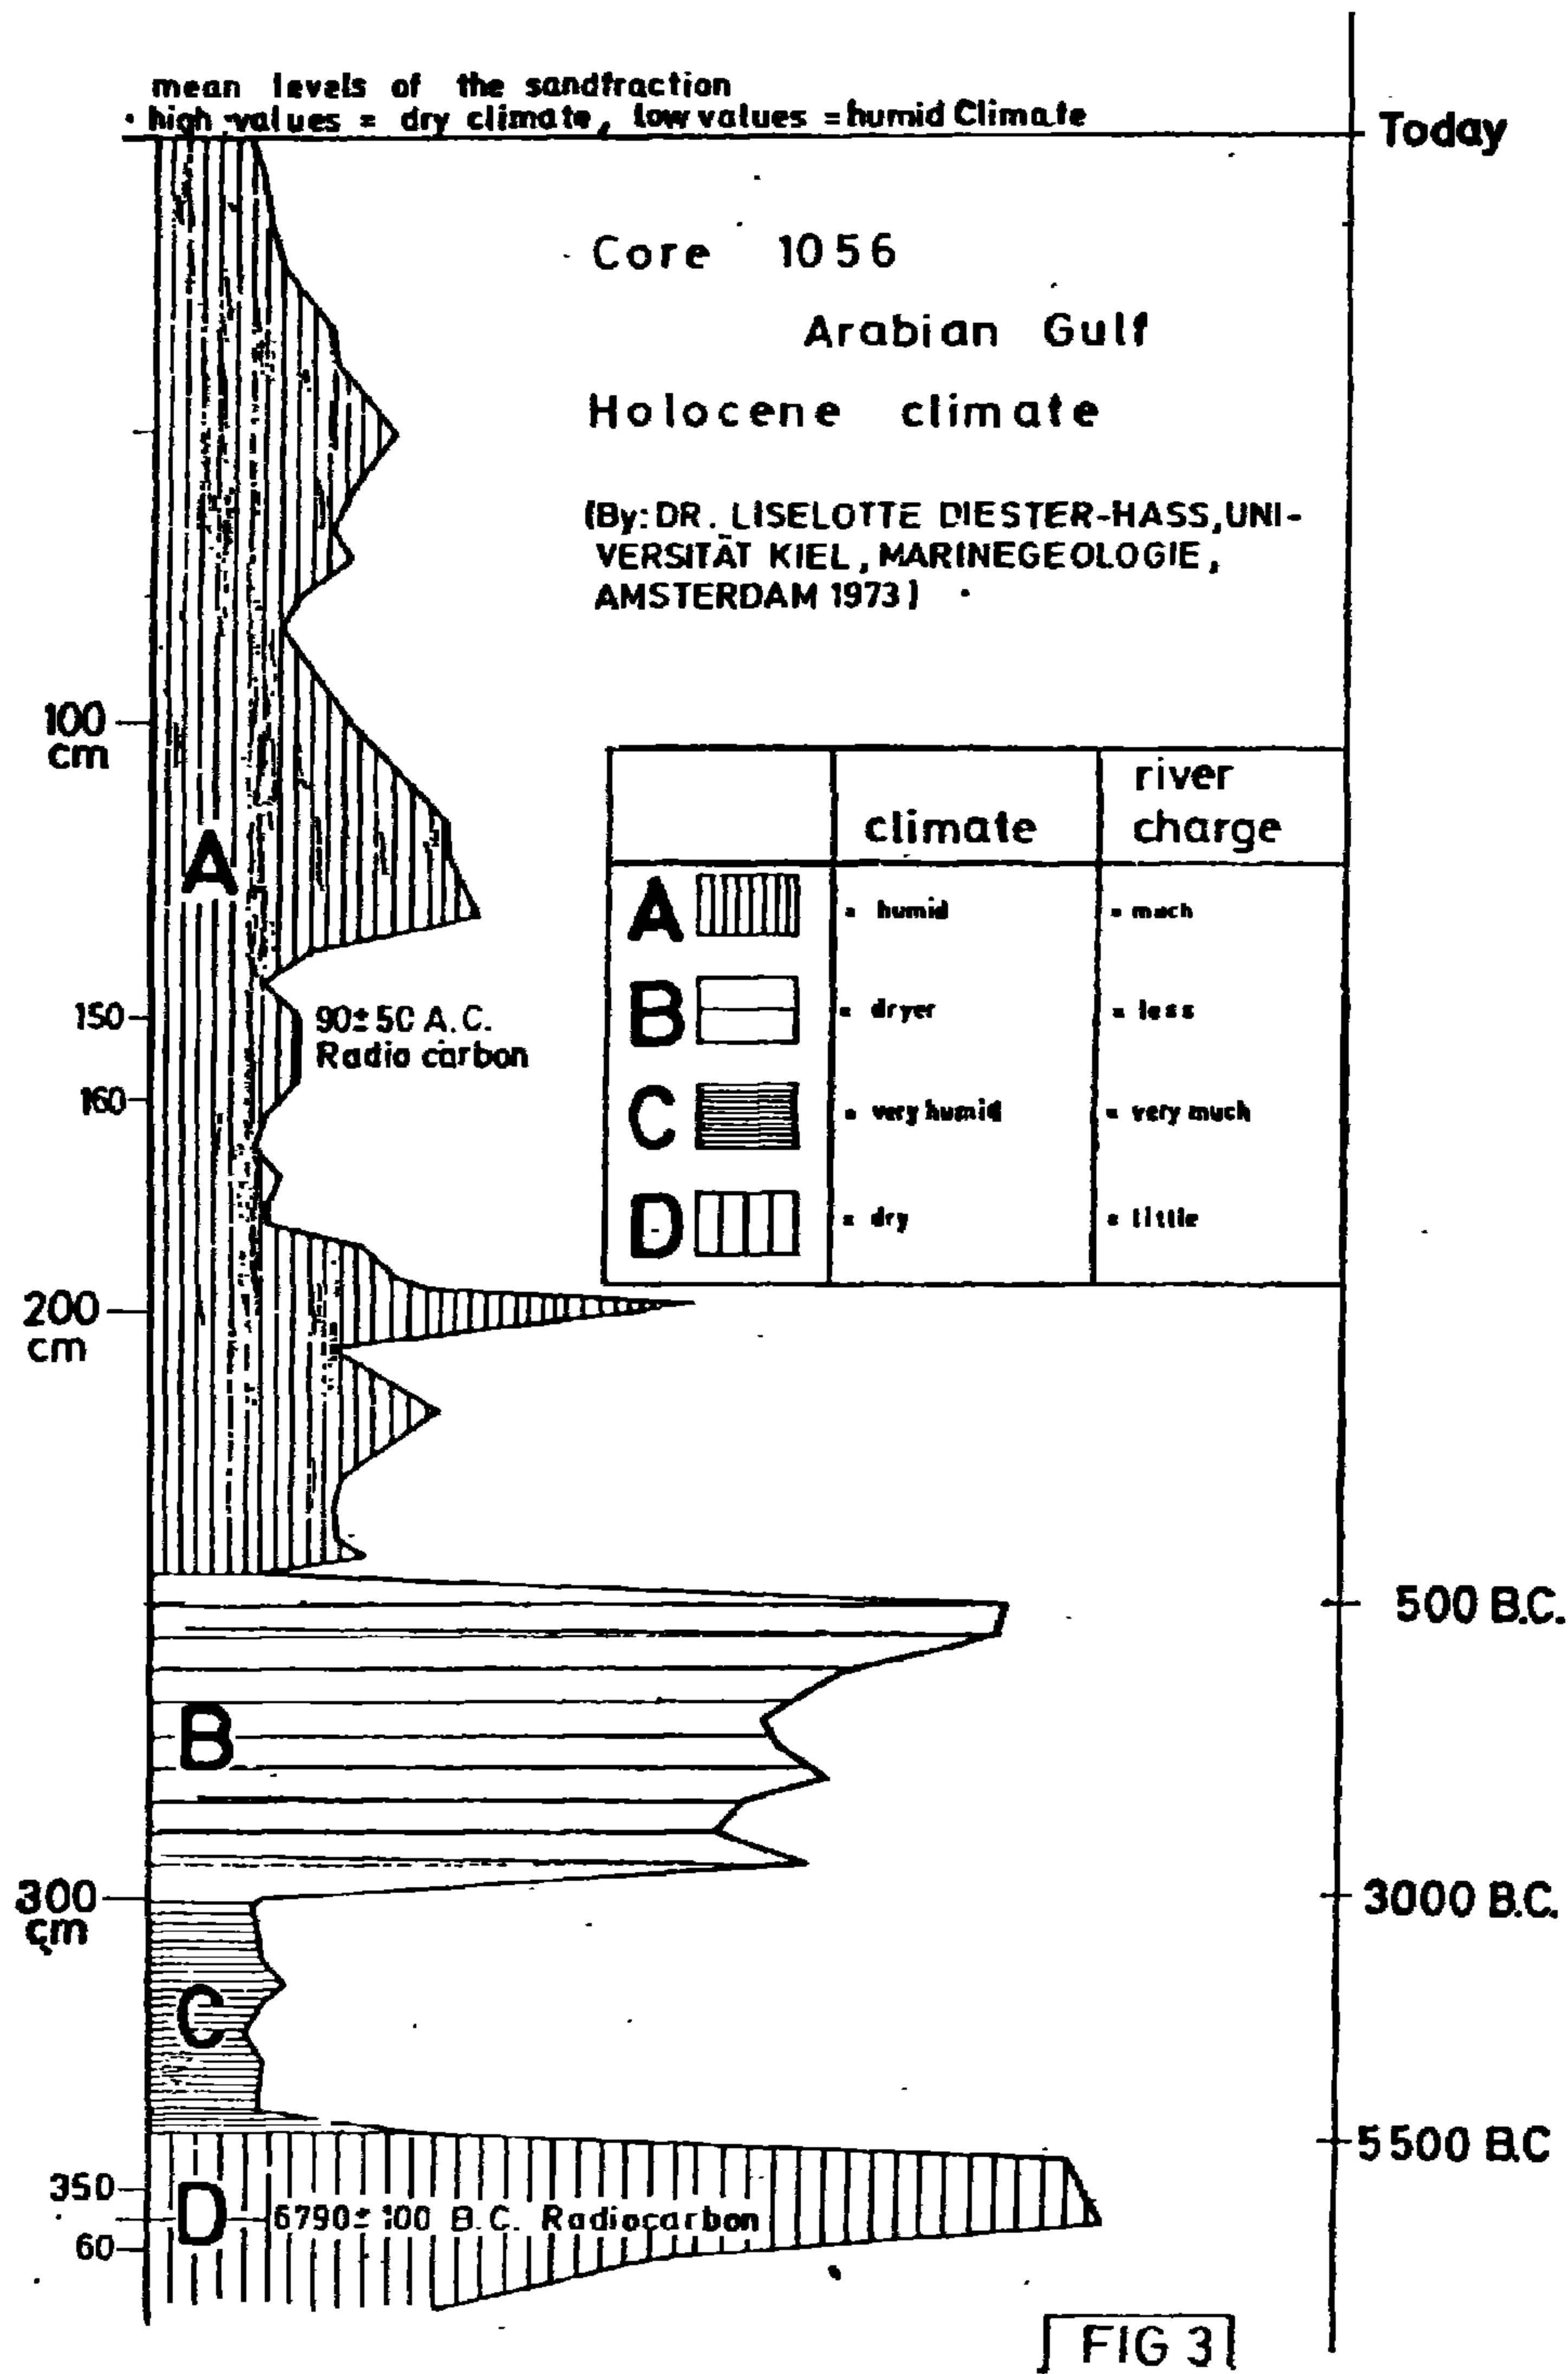 mean levels of the sandfraction
high values = dry climate, low values = humid Climate
Today
Core 1056
Arabian Gulf
Holocene climate
(By: DR. LISELOTTE DIESTER-HASS, UNI-
VERSITÄT KIEL, MARINEGEOLOGIE,
AMSTERDAM 1973)
100
cm
river
climate charge
A
A = humid = much
B = dryer = less
150
90±50 A.C.
Radio carbon
160
C = very humid = very much
D = dry = little
200
cm
500 B.C.
B
300
cm
3000 B.C.
C
5500 B.C
350
D
6790±100 B.C. Radiocarbon
60
FIG 3